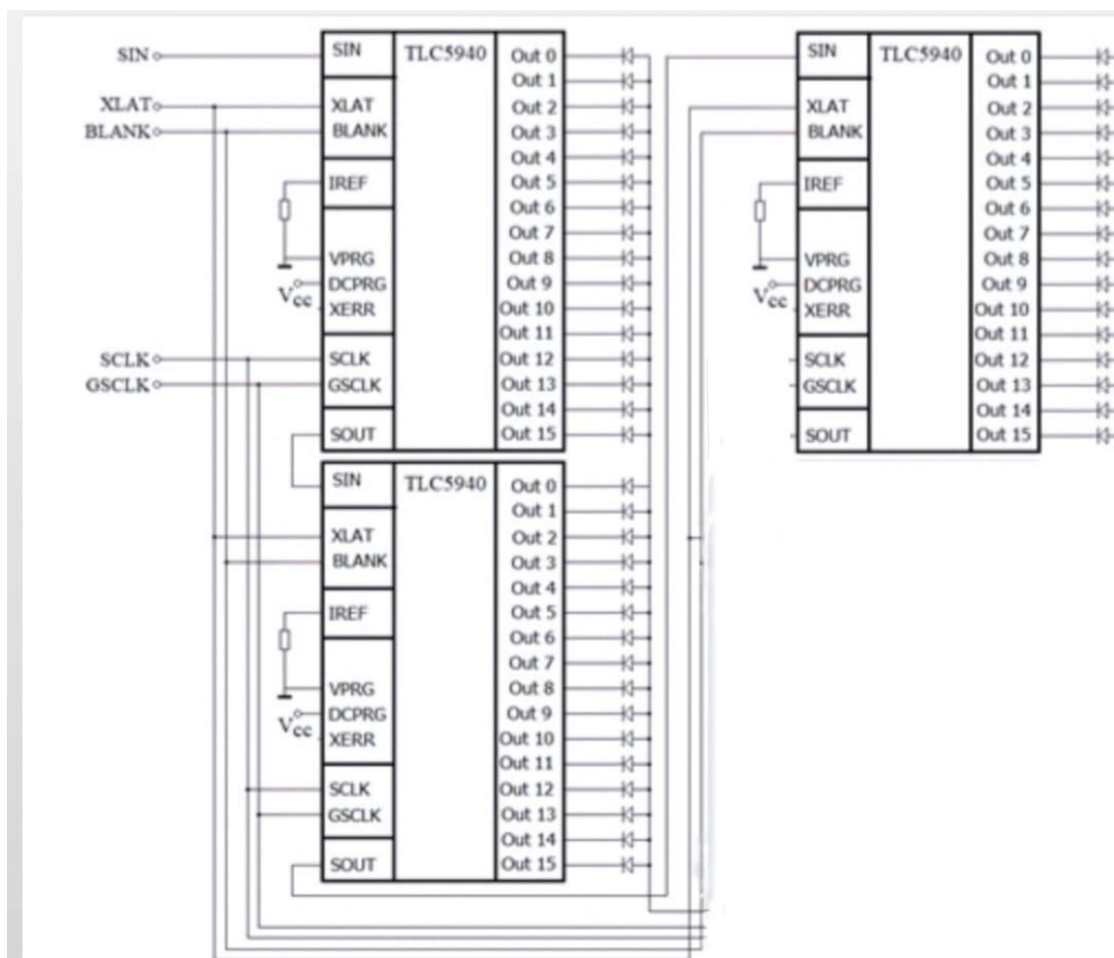 SIN
XLAT
BLANK
SCLK
GSCLK
SIN
TLC5940
XLAT
BLANK
IREF
VPRG
Vcc
DCPRG
XERR
SCLK
GSCLK
SOUT
Out 0
Out 1
Out 2
Out 3
Out 4
Out 5
Out 6
Out 7
Out 8
Out 9
Out 10
Out 11
Out 12
Out 13
Out 14
Out 15
SIN
TLC5940
XLAT
BLANK
IREF
VPRG
Vcc
DCPRG
XERR
SCLK
GSCLK
SOUT
Out 0
Out 1
Out 2
Out 3
Out 4
Out 5
Out 6
Out 7
Out 8
Out 9
Out 10
Out 11
Out 12
Out 13
Out 14
Out 15
SIN
TLC5940
XLAT
BLANK
IREF
VPRG
Vcc
DCPRG
XERR
SCLK
GSCLK
SOUT
Out 0
Out 1
Out 2
Out 3
Out 4
Out 5
Out 6
Out 7
Out 8
Out 9
Out 10
Out 11
Out 12
Out 13
Out 14
Out 15